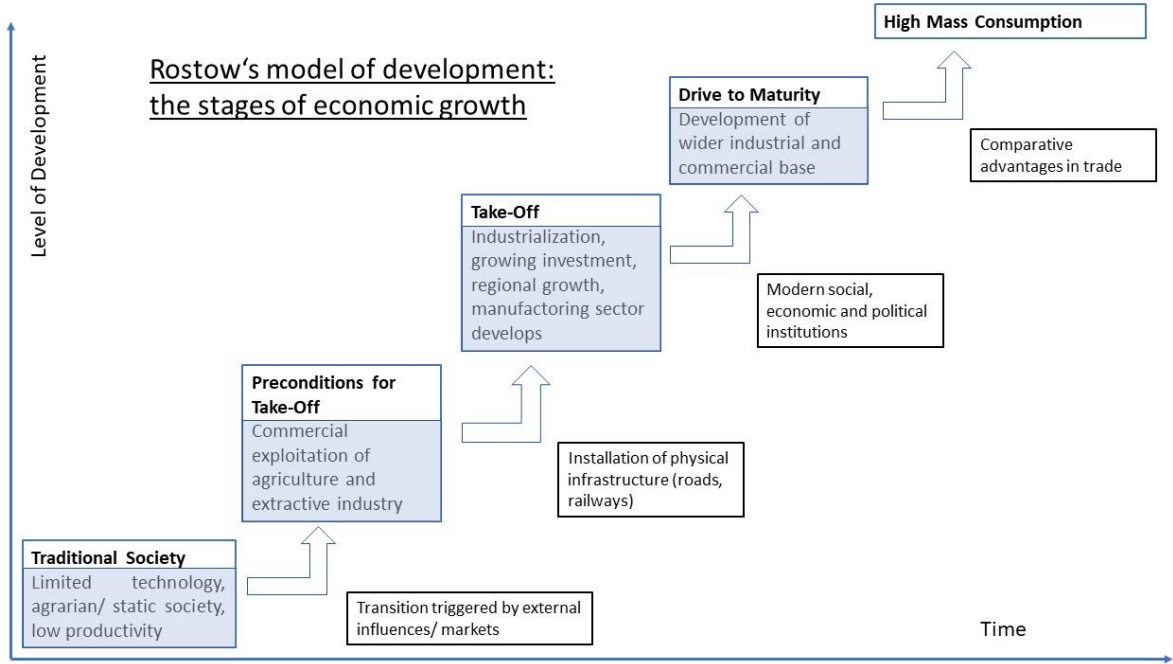 High Mass Consumption
Rostow‘s model of development:
the stages of economic growth
Level of Development
Drive to Maturity
Development of
wider industrial and
commercial base
Comparative
advantages in trade
Take-Off
Industrialization,
growing investment,
regional growth,
manufactoring sector
develops
Modern social,
economic and political
institutions
Preconditions for
Take-Off
Commercial
exploitation of
agriculture and
extractive industry
Installation of physical
infrastructure (roads,
railways)
Traditional Society
Limited technology,
agrarian/ static society,
low productivity
Transition triggered by external
influences/ markets
Time